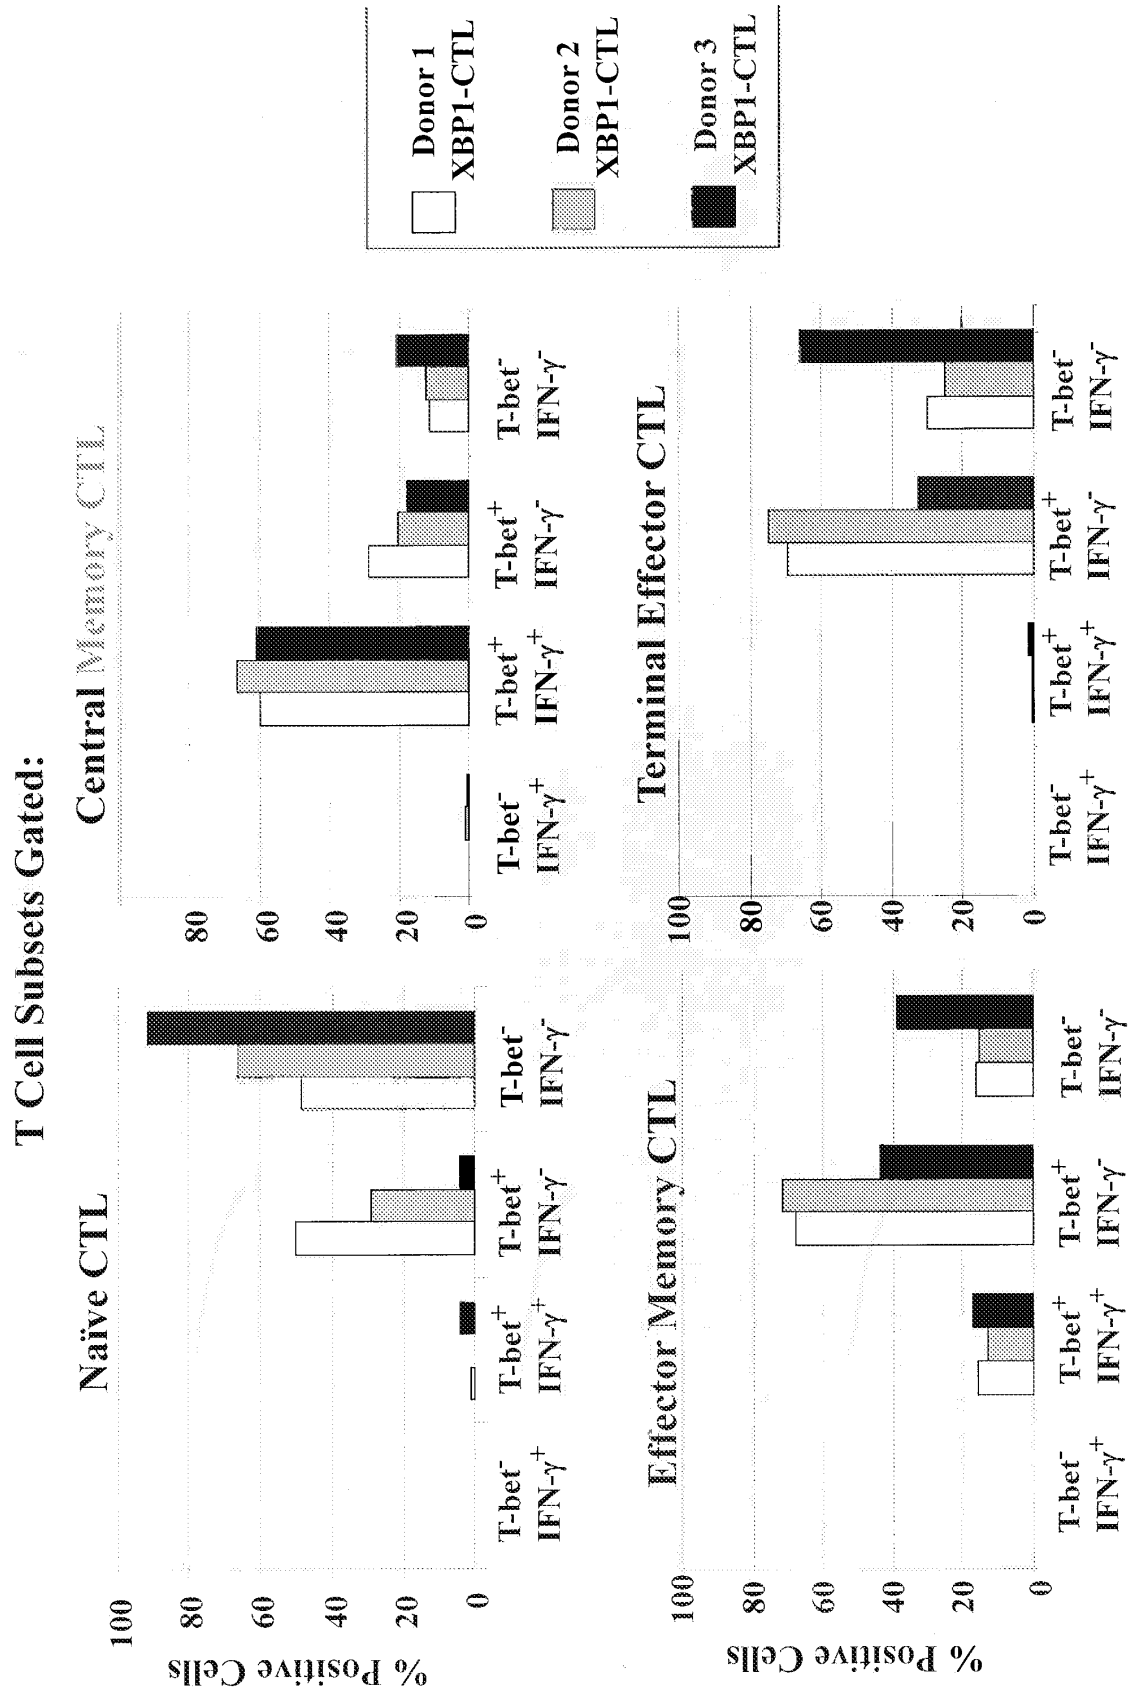 T Cell Subsets Gated:
Naïve CTL
% Positive Cells
100
80
60
40
20
0
T-bet⁻
IFN-γ⁺
T-bet⁺
IFN-γ⁺
T-bet⁺
IFN-γ⁻
T-bet⁻
IFN-γ⁻
Central Memory CTL
80
60
40
20
0
T-bet⁻
IFN-γ⁺
T-bet⁺
IFN-γ⁺
T-bet⁺
IFN-γ⁻
T-bet⁻
IFN-γ⁻
Effector Memory CTL
% Positive Cells
100
80
60
40
20
0
T-bet⁻
IFN-γ⁺
T-bet⁺
IFN-γ⁺
T-bet⁺
IFN-γ⁻
T-bet⁻
IFN-γ⁻
Terminal Effector CTL
100
80
60
40
20
0
T-bet⁻
IFN-γ⁺
T-bet⁺
IFN-γ⁺
T-bet⁺
IFN-γ⁻
T-bet⁻
IFN-γ⁻
Donor 1
XBP1-CTL
Donor 2
XBP1-CTL
Donor 3
XBP1-CTL